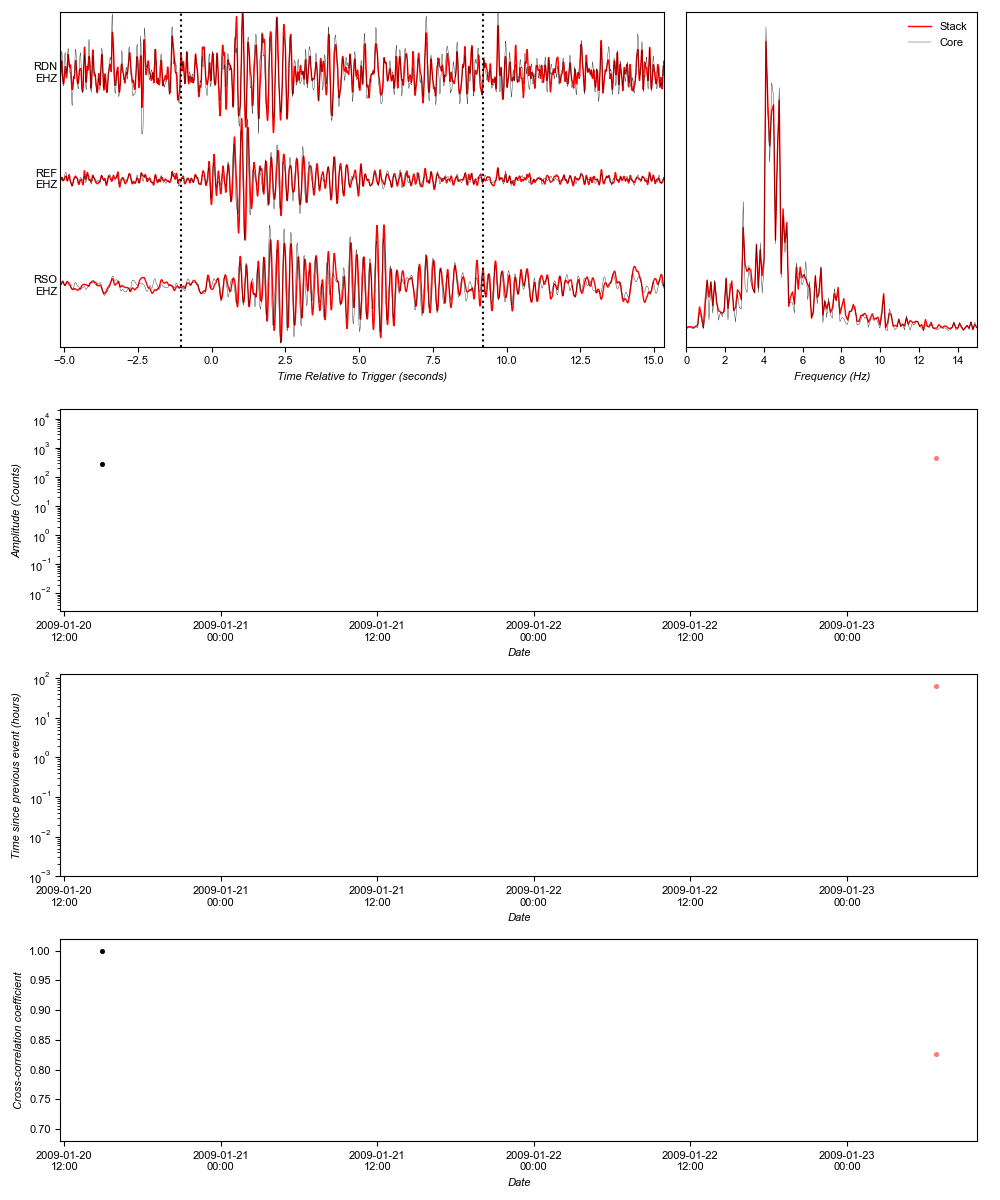 RDN
EHZ
REF
EHZ
RSO
EHZ
−5.0 −2.5 0.0 2.5 5.0 7.5 10.0 12.5 15.0
Time Relative to Trigger (seconds)
Stack
Core
0 2 4 6 8 10 12 14
Frequency (Hz)
10⁴
10³
10²
10¹
10⁰
10⁻¹
10⁻²
Amplitude (Counts)
2009-01-20 2009-01-21 2009-01-21 2009-01-22 2009-01-22 2009-01-23
12:00 00:00 12:00 00:00 12:00 00:00
Date
10²
10¹
10⁰
10⁻¹
10⁻²
10⁻³
Time since previous event (hours)
2009-01-20 2009-01-21 2009-01-21 2009-01-22 2009-01-22 2009-01-23
12:00 00:00 12:00 00:00 12:00 00:00
Date
1.00
0.95
0.90
0.85
0.80
0.75
0.70
Cross-correlation coefficient
2009-01-20 2009-01-21 2009-01-21 2009-01-22 2009-01-22 2009-01-23
12:00 00:00 12:00 00:00 12:00 00:00
Date